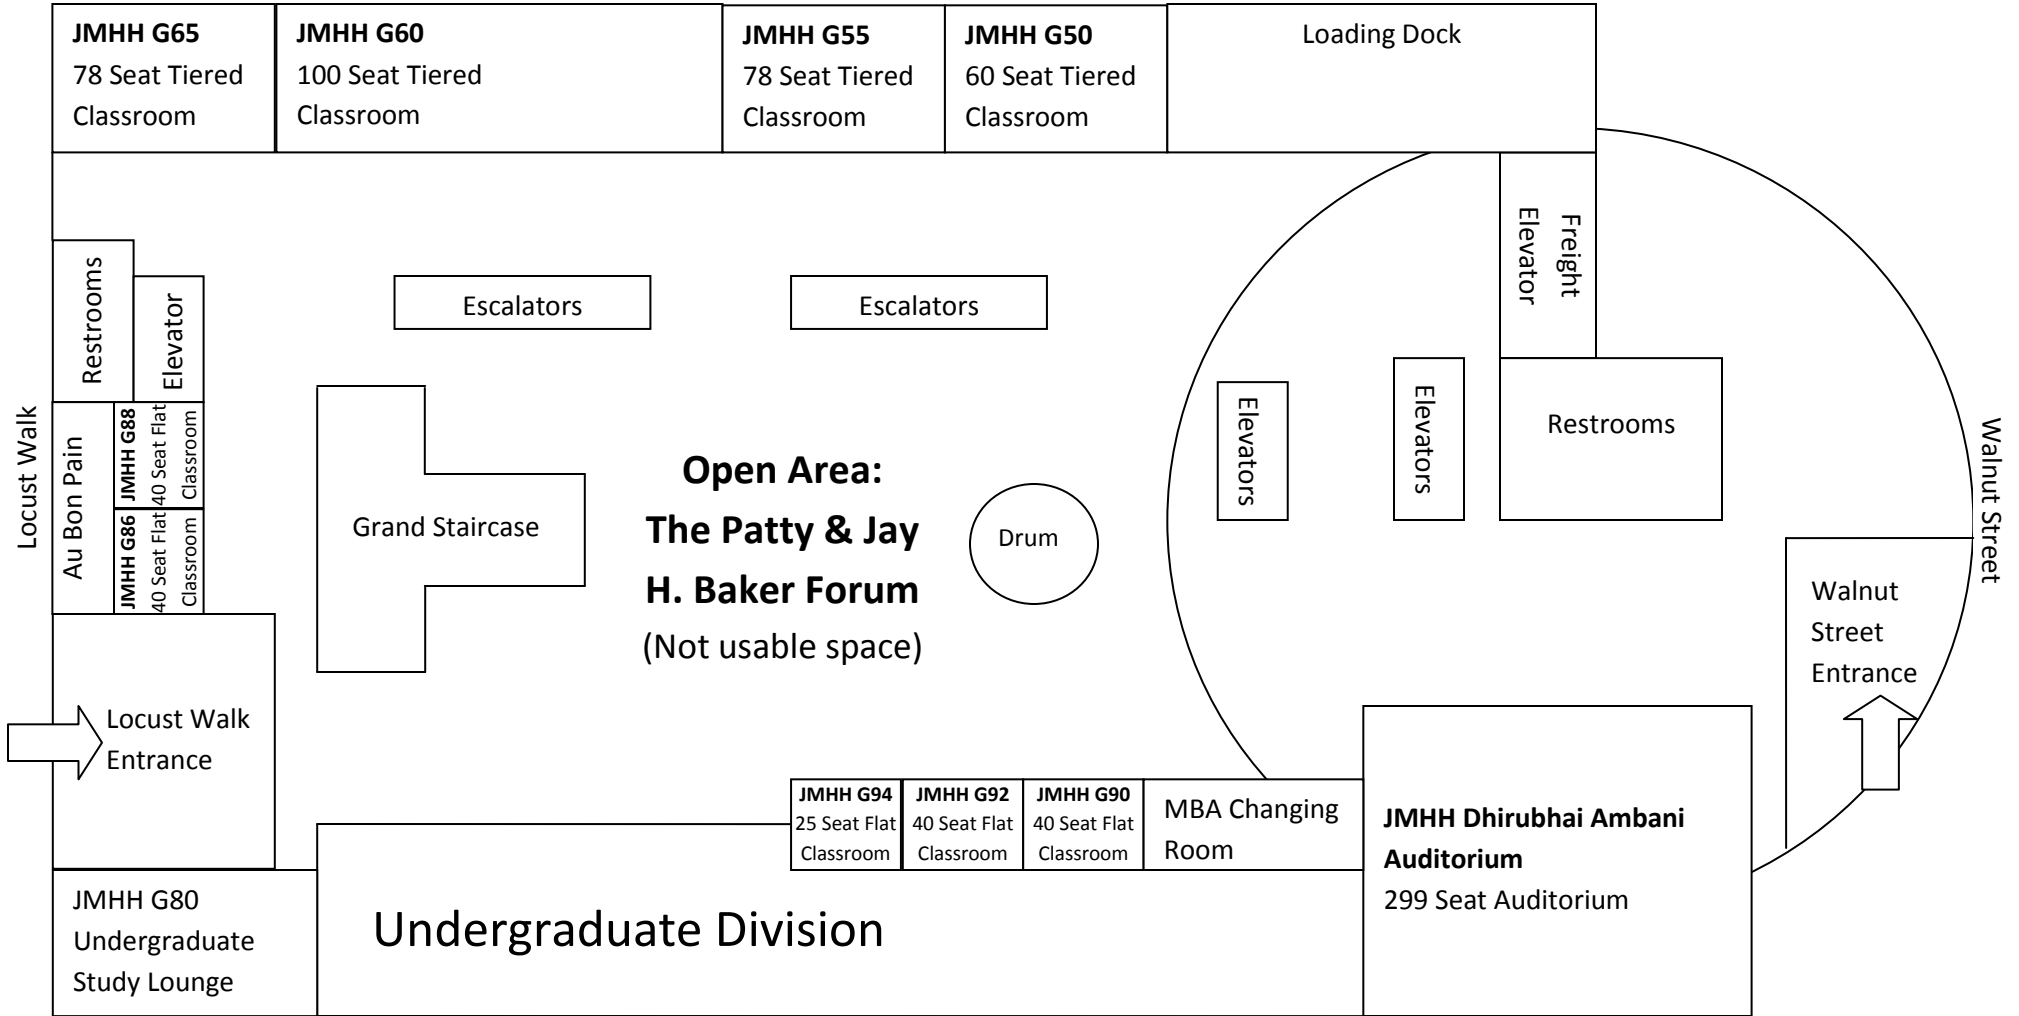 JMHH G65
78 Seat Tiered
Classroom
JMHH G60
100 Seat Tiered
Classroom
JMHH G55
78 Seat Tiered
Classroom
JMHH G50
60 Seat Tiered
Classroom
Loading Dock
Restrooms
Elevator
Escalators
Escalators
Freight
Elevator
Locust Walk
Au Bon Pain
JMHH G88
40 Seat Flat
Classroom
JMHH G86
40 Seat Flat
Classroom
Grand Staircase
Open Area:
The Patty & Jay
H. Baker Forum
(Not usable space)
Drum
Elevators
Elevators
Restrooms
Walnut Street
Walnut
Street
Entrance
Locust Walk
Entrance
JMHH G94
25 Seat Flat
Classroom
JMHH G92
40 Seat Flat
Classroom
JMHH G90
40 Seat Flat
Classroom
MBA Changing
Room
JMHH Dhirubhai Ambani
Auditorium
299 Seat Auditorium
JMHH G80
Undergraduate
Study Lounge
Undergraduate Division